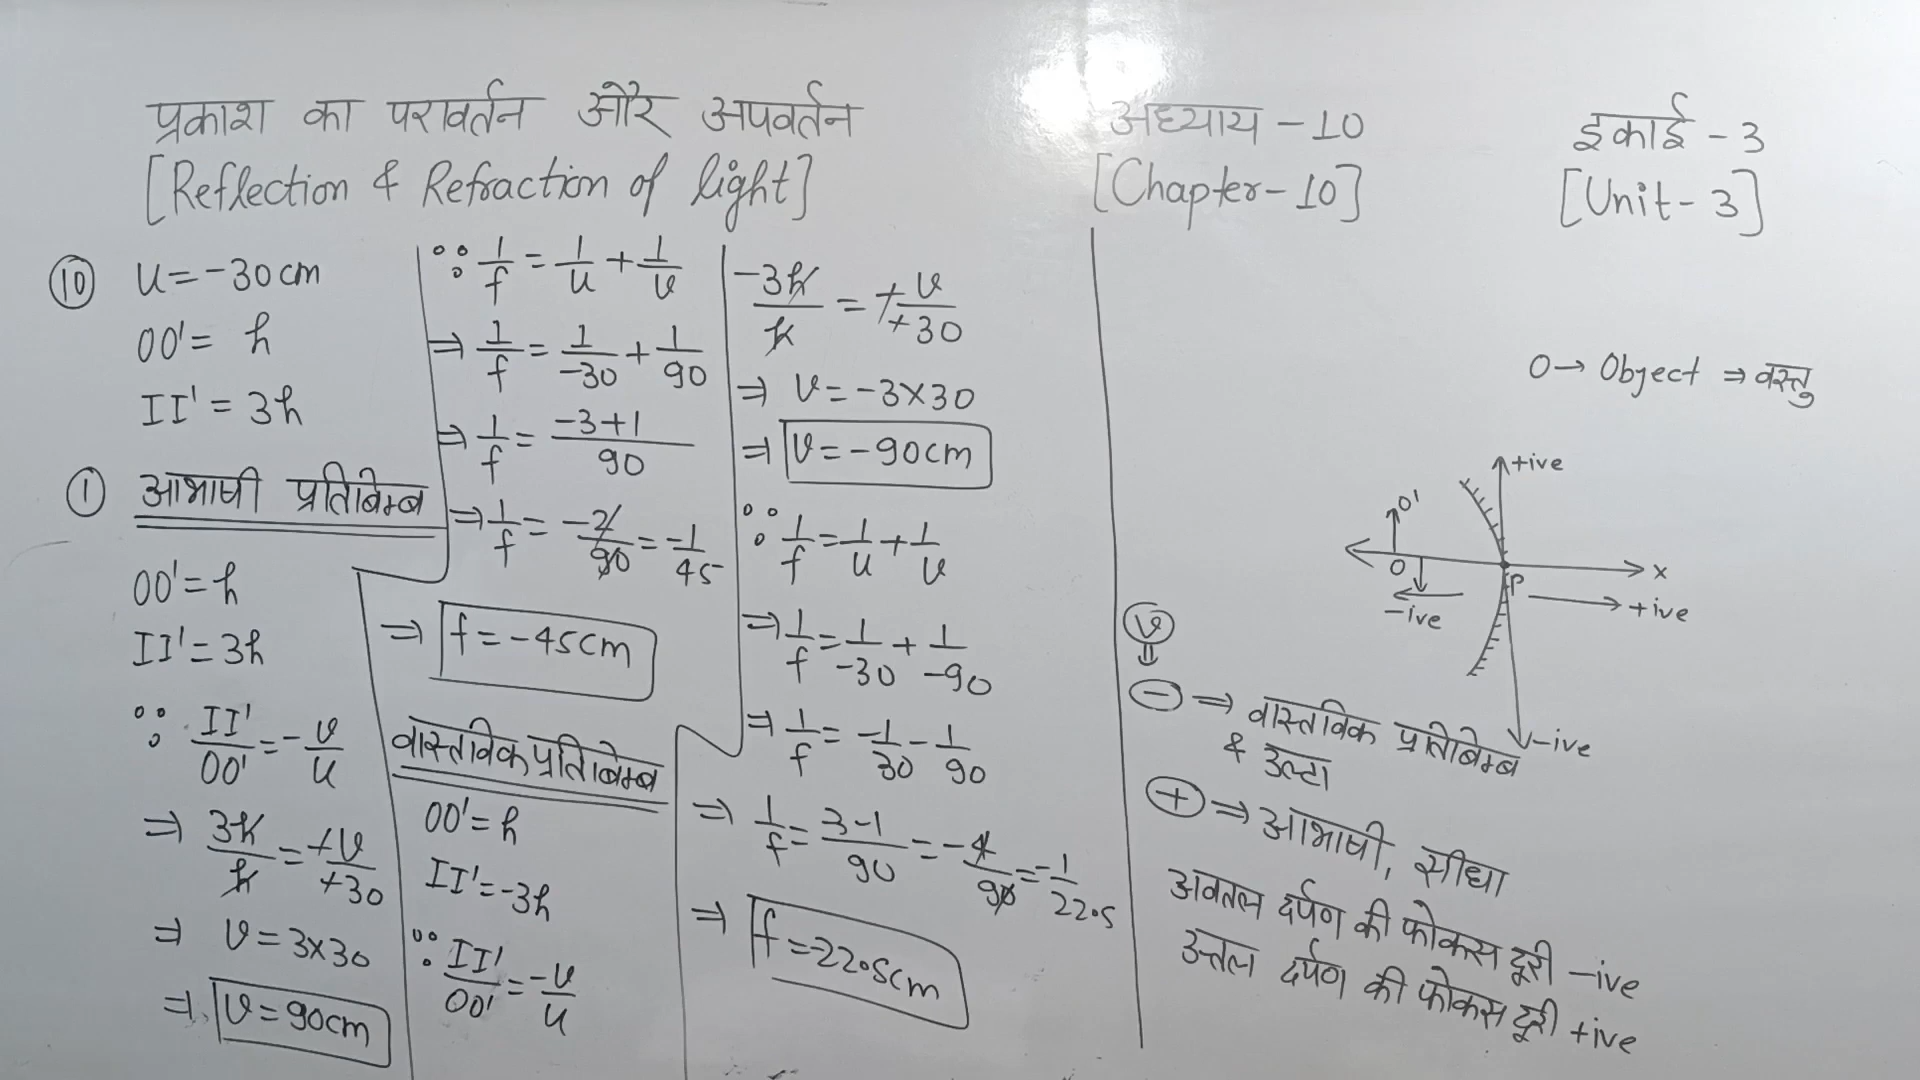 प्रकाश का परावर्तन और अपवर्तन
[Reflection & Refraction of light]
अध्याय - 10
[Chapter-10]
इकाई - 3
[Unit-3]
⑩ u = -30 cm
OO' = h
II' = 3h
① आभाषी प्रतिबिम्ब
OO' = h
II' = 3h
∵ II'/OO' = -v/u
⇒ 3h/h = +v/+30
⇒ v = 3×30
⇒ v = 90cm
∵ 1/f = 1/u + 1/v
⇒ 1/f = 1/-30 + 1/90
⇒ 1/f = -3+1/90
⇒ 1/f = -2/90 = -1/45
⇒ f = -45cm
वास्तविक प्रतिबिम्ब
OO' = h
II' = -3h
∵ II'/OO' = -v/u
-3h/h = +v/+30
⇒ v = -3×30
⇒ v = -90cm
∵ 1/f = 1/u + 1/v
⇒ 1/f = 1/-30 + 1/-90
⇒ 1/f = -1/30 - 1/90
⇒ 1/f = -3-1/90 = -4/90 = -1/22.5
⇒ f = -22.5cm
O → Object ⇒ वस्तु
+ive
O'
O
P
x
-ive
+ive
-ive
v
⊖ ⇒ वास्तविक प्रतिबिम्ब
& उल्टा
⊕ ⇒ आभाषी, सीधा
अवतल दर्पण की फोकस दूरी -ive
उत्तल दर्पण की फोकस दूरी +ive